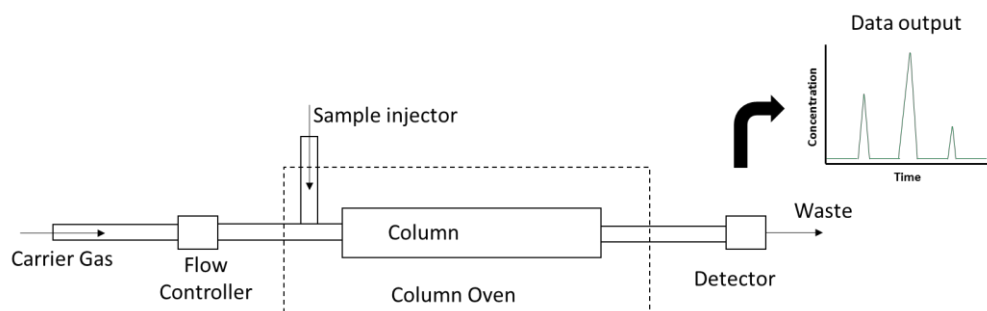 Data output
Concentration
Time
Sample injector
Waste
Column
Carrier Gas
Flow
Controller
Detector
Column Oven